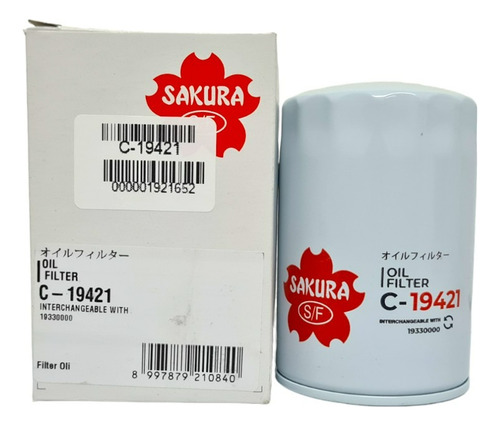 SAKURA
S/F
C-19421
000001921652
オイルフィルター
OIL
FILTER
C-19421
INTERCHANGEABLE WITH
19330000
Filter Oli
8 997879 210840
オイルフィルター
OIL
FILTER
SAKURA
S/F
C-19421
INTERCHANGEABLE WITH
19330000